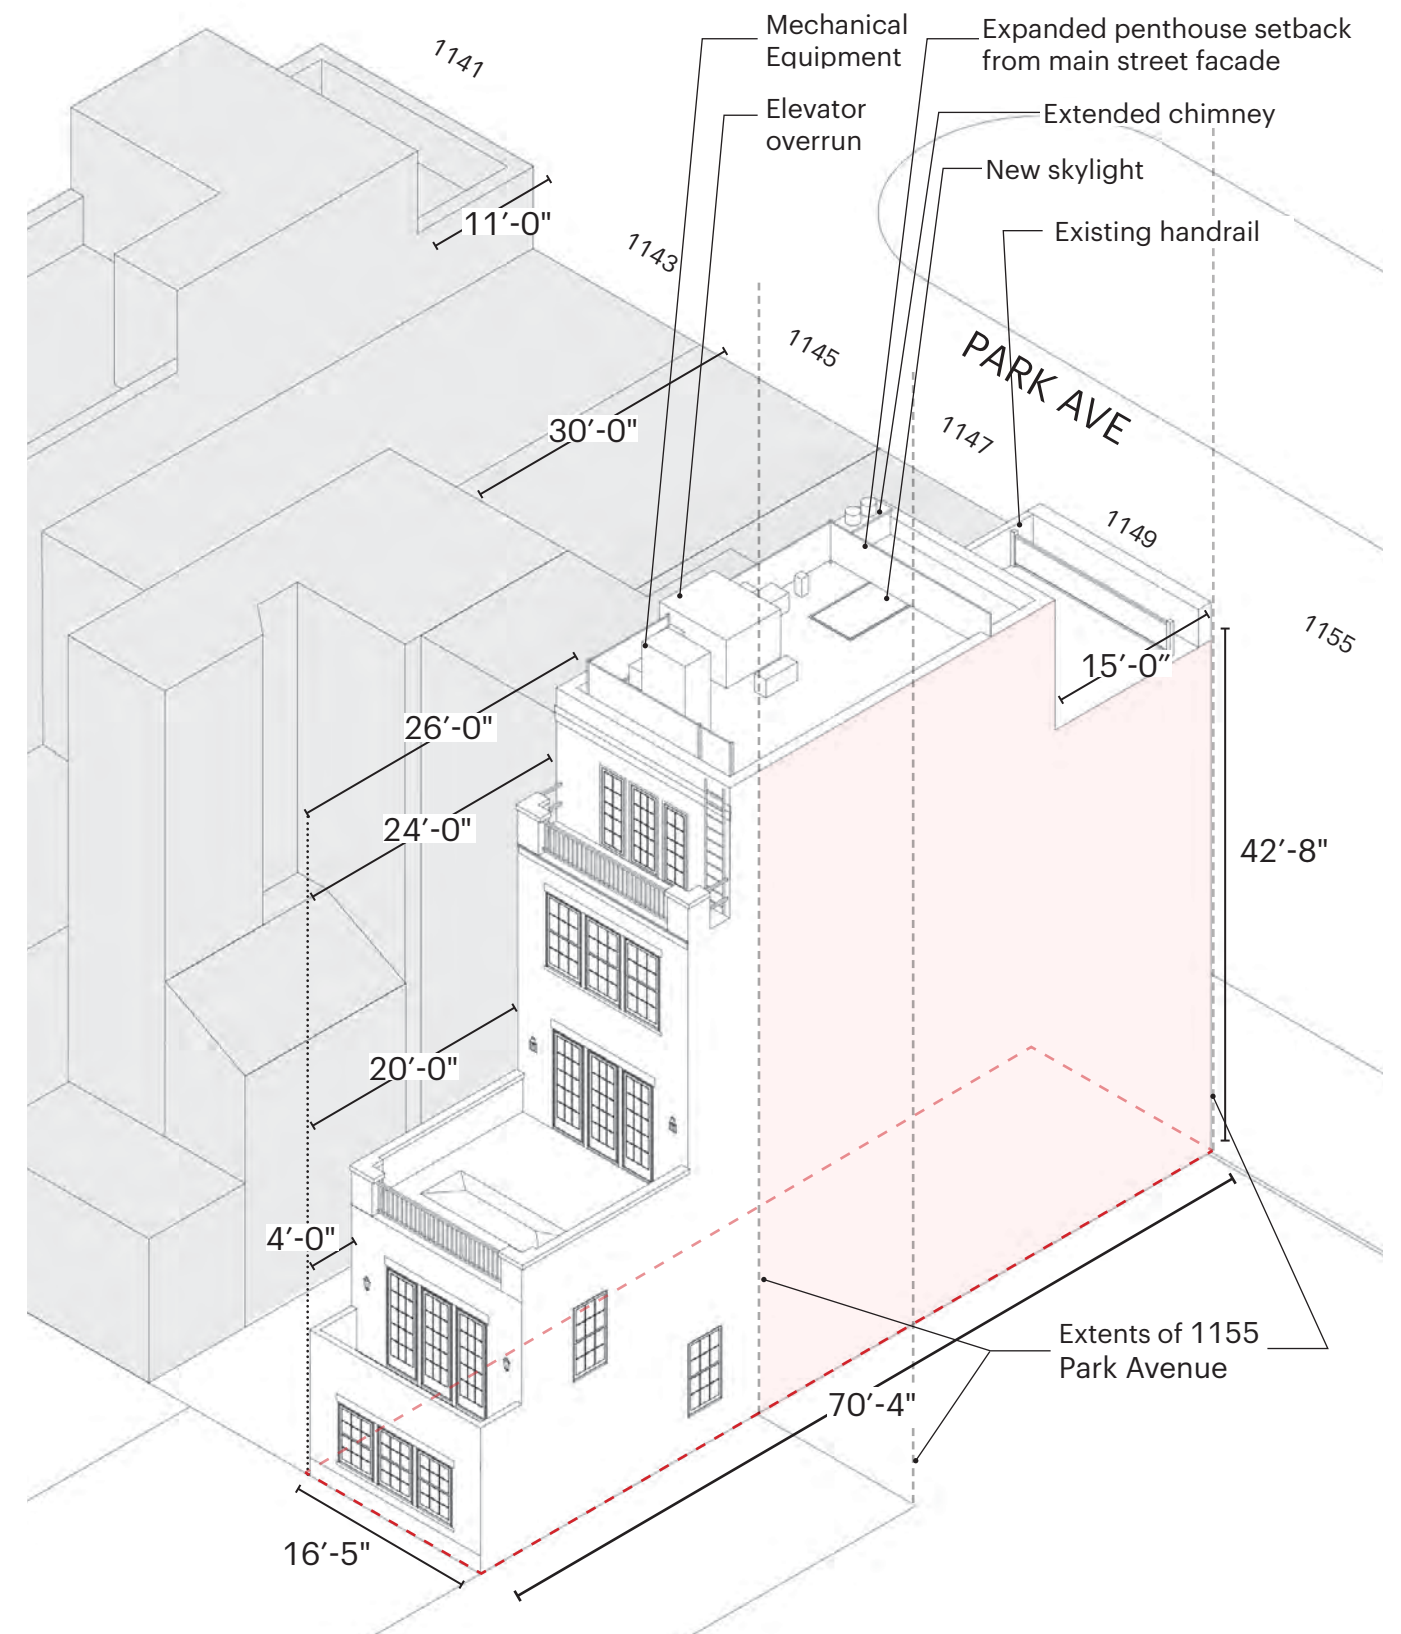 1141
Mechanical
Equipment
Expanded penthouse setback
from main street facade
Elevator
overrun
Extended chimney
New skylight
11'-0"
1143
Existing handrail
1145
PARK AVE
30'-0"
1147
1149
1155
15'-0"
26'-0"
24'-0"
42'-8"
20'-0"
4'-0"
Extents of 1155
Park Avenue
70'-4"
16'-5"